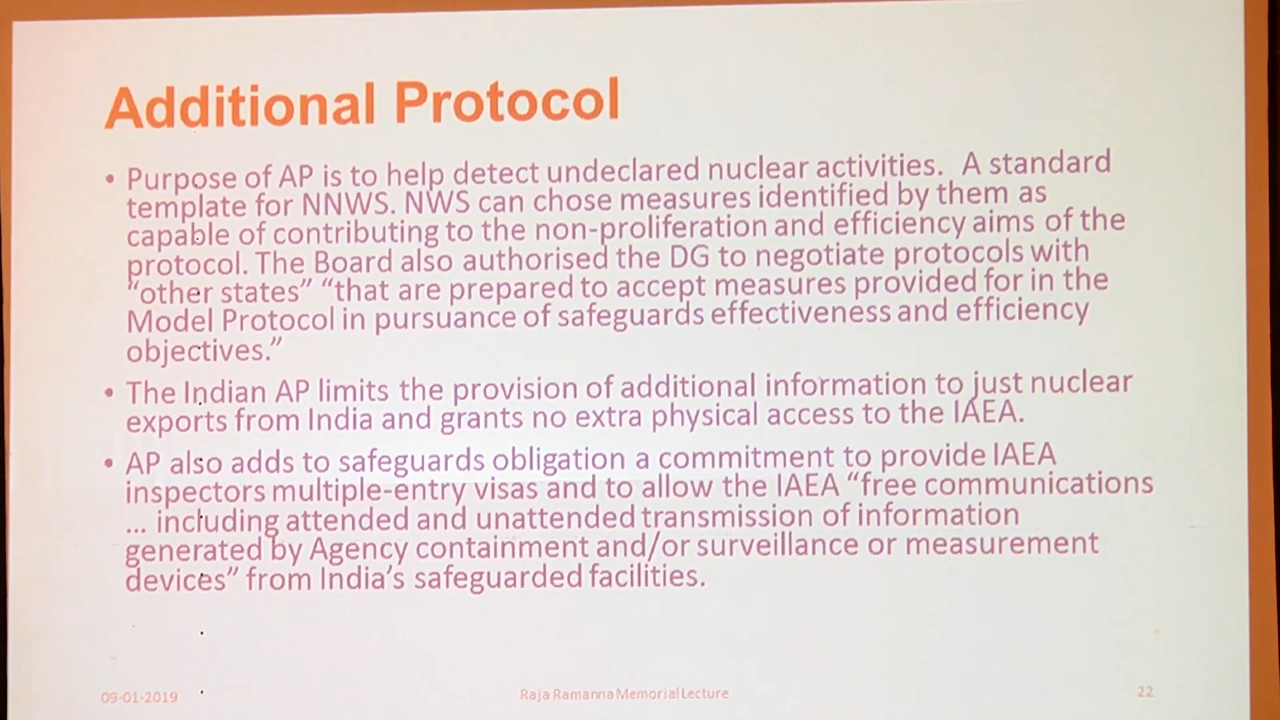 Additional Protocol
• Purpose of AP is to help detect undeclared nuclear activities. A standard
template for NNWS. NWS can chose measures identified by them as
capable of contributing to the non-proliferation and efficiency aims of the
protocol. The Board also authorised the DG to negotiate protocols with
“other states” “that are prepared to accept measures provided for in the
Model Protocol in pursuance of safeguards effectiveness and efficiency
objectives.”
• The Indian AP limits the provision of additional information to just nuclear
exports from India and grants no extra physical access to the IAEA.
• AP also adds to safeguards obligation a commitment to provide IAEA
inspectors multiple-entry visas and to allow the IAEA “free communications
... including attended and unattended transmission of information
generated by Agency containment and/or surveillance or measurement
devices” from India’s safeguarded facilities.
09-01-2019
Raja Ramanna Memorial Lecture
22